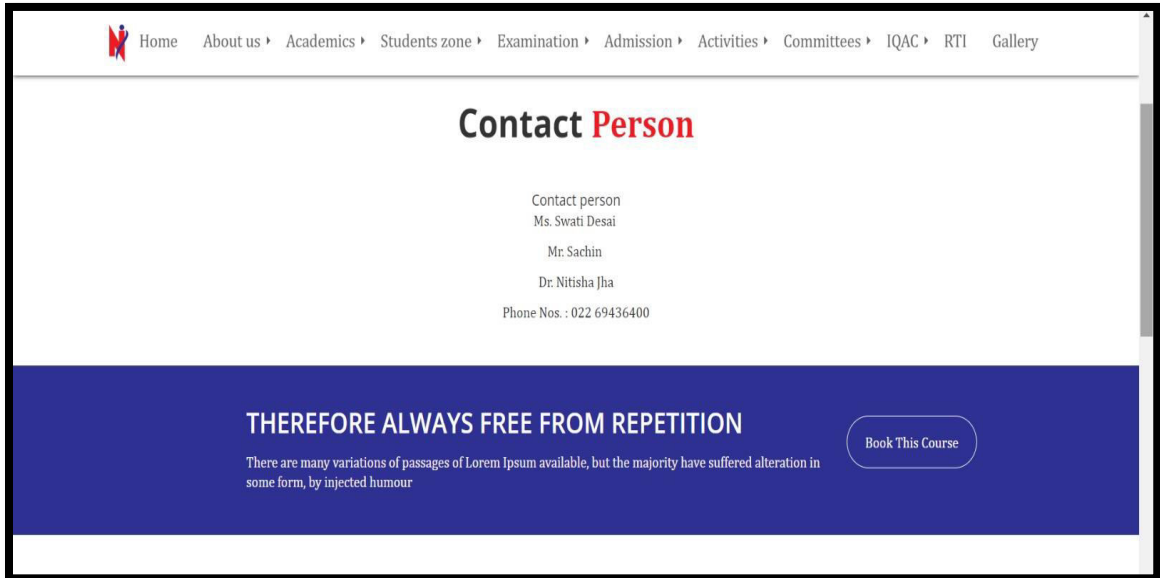 Home About us Academics Students zone Examination Admission Activities Committees IQAC RTI Gallery
Contact Person
Contact person
Ms. Swati Desai
Mr. Sachin
Dr. Nitisha Jha
Phone Nos. : 022 69436400
THEREFORE ALWAYS FREE FROM REPETITION
There are many variations of passages of Lorem Ipsum available, but the majority have suffered alteration in
some form, by injected humour
Book This Course